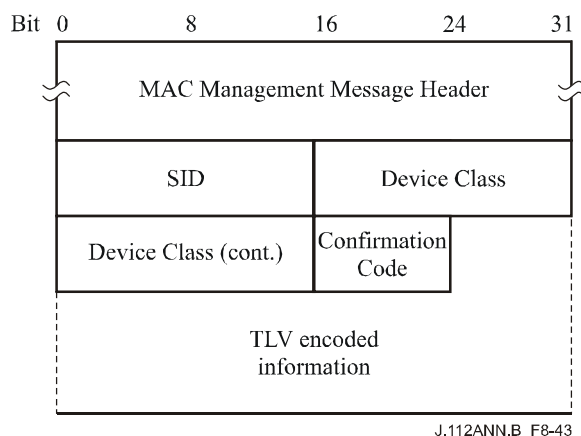 Bit 0 8 16 24 31
MAC Management Message Header
SID Device Class
Device Class (cont.) Confirmation
Code
TLV encoded
information
J.112ANN.B_F8-43